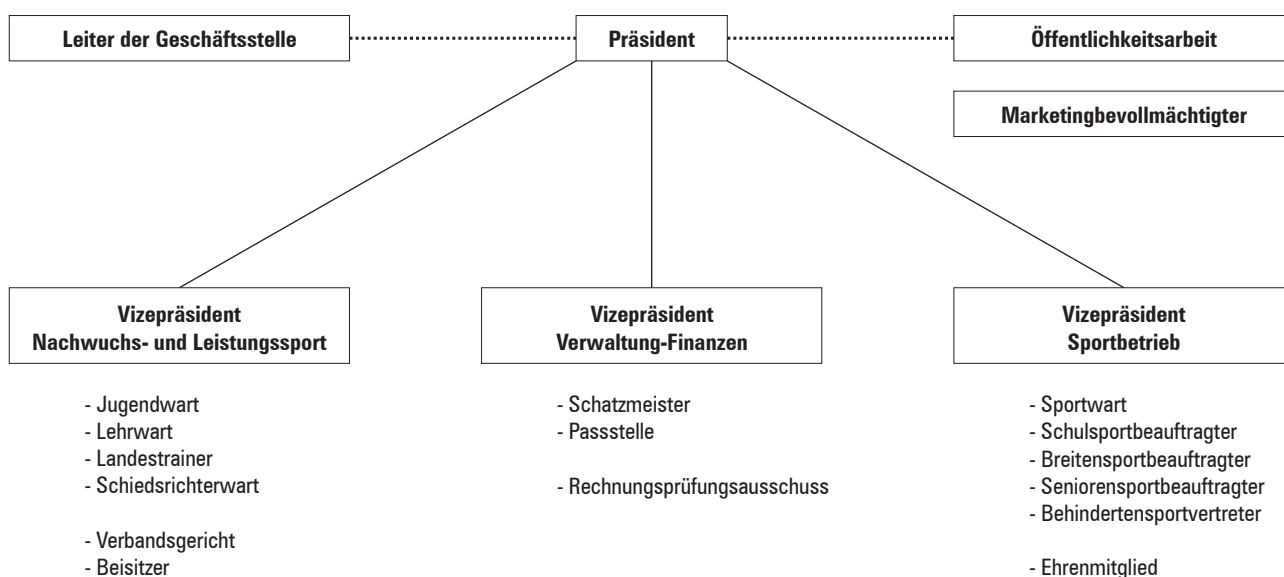 Leiter der Geschäftsstelle
Präsident
Öffentlichkeitsarbeit
Marketingbevollmächtigter
Vizepräsident
Nachwuchs- und Leistungssport
- Jugendwart
- Lehrwart
- Landestrainer
- Schiedsrichterwart
- Verbandsgericht
- Beisitzer
Vizepräsident
Verwaltung-Finanzen
- Schatzmeister
- Passstelle
- Rechnungsprüfungsausschuss
Vizepräsident
Sportbetrieb
- Sportwart
- Schulsportbeauftragter
- Breitensportbeauftragter
- Seniorensportbeauftragter
- Behindertensportvertreter
- Ehrenmitglied